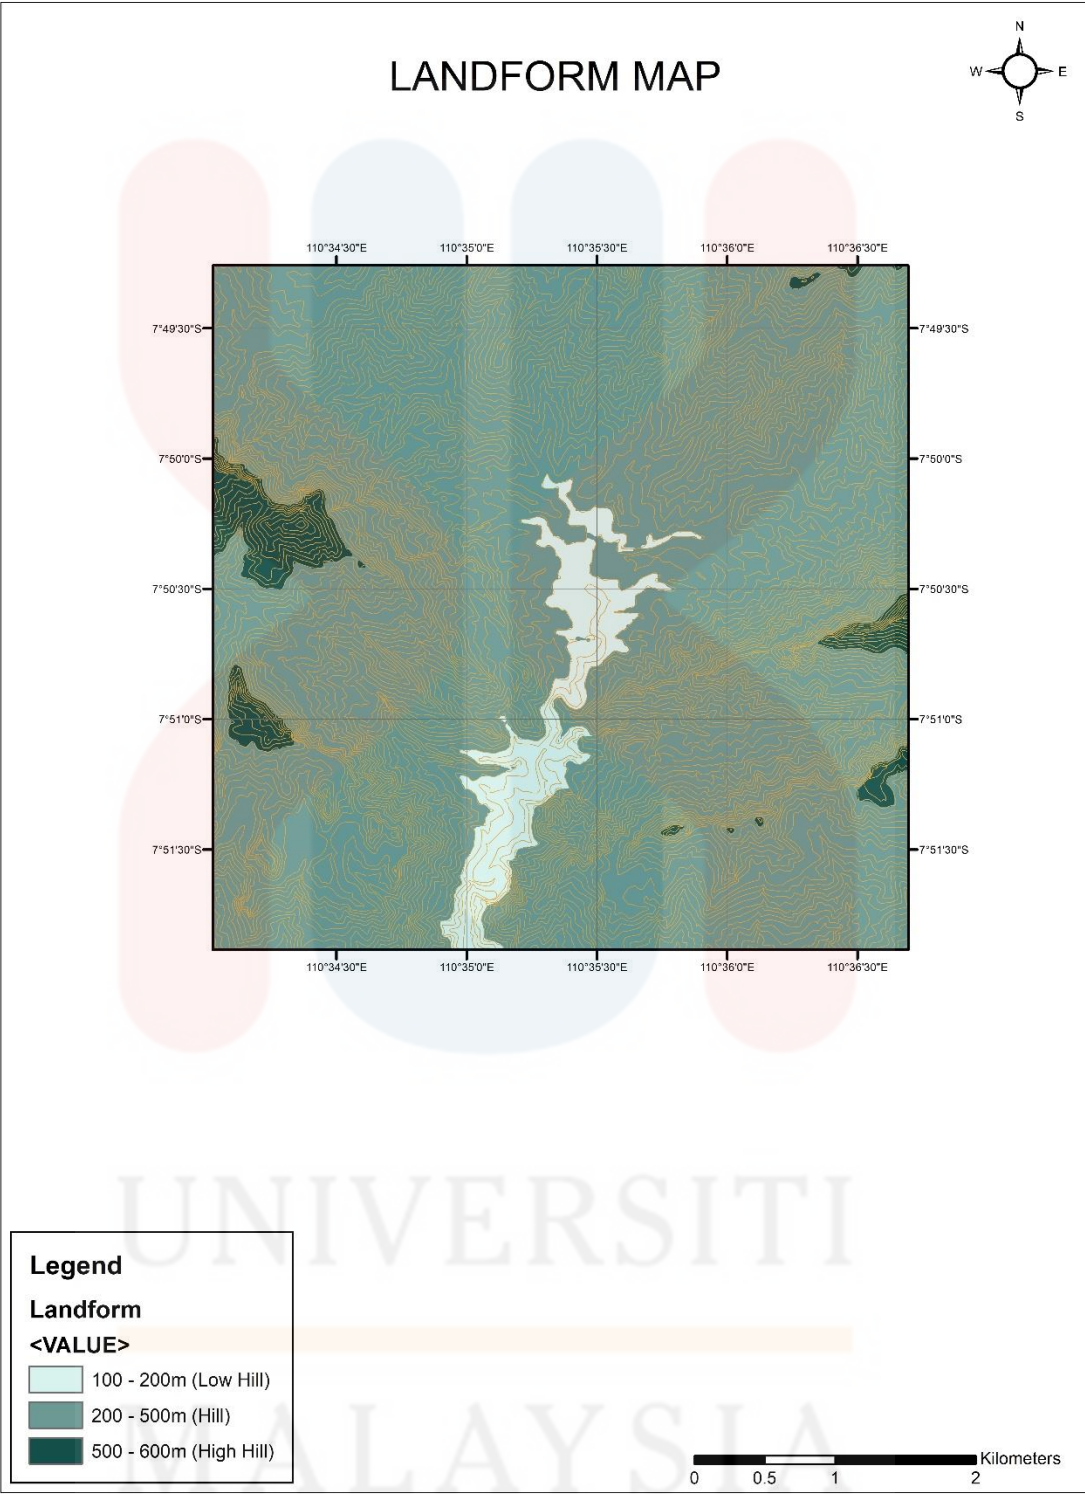 N
LANDFORM MAP
W E
S
110°34'30"E 110°35'0"E 110°35'30"E 110°36'0"E 110°36'30"E
7°49'30"S 7°49'30"S
7°50'0"S 7°50'0"S
7°50'30"S 7°50'30"S
7°51'0"S 7°51'0"S
7°51'30"S 7°51'30"S
110°34'30"E 110°35'0"E 110°35'30"E 110°36'0"E 110°36'30"E
UNIVERSITI
Legend
Landform
<VALUE>
100 - 200m (Low Hill)
200 - 500m (Hill)
500 - 600m (High Hill)
MALAYSIA
Kilometers
0 0.5 1 2